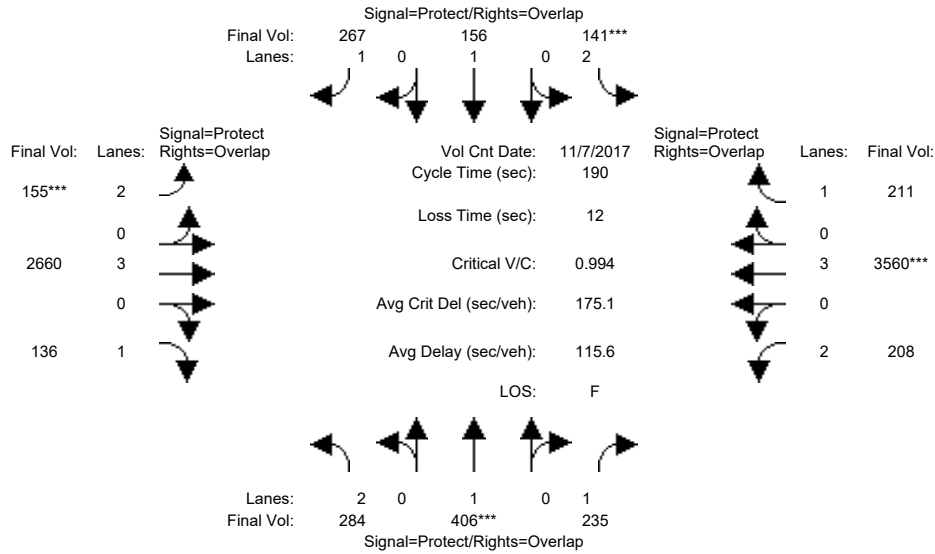 Signal=Protect/Rights=Overlap
Final Vol: 267 156 141***
Lanes: 1 0 1 0 2
Signal=Protect Signal=Protect
Final Vol: Lanes: Rights=Overlap Vol Cnt Date: 11/7/2017 Rights=Overlap Lanes: Final Vol:
Cycle Time (sec): 190
155*** 2 1 211
Loss Time (sec): 12
0 0
2660 3 Critical V/C: 0.994 3 3560***
0 Avg Crit Del (sec/veh): 175.1 0
136 1 Avg Delay (sec/veh): 115.6 2 208
LOS: F
Lanes: 2 0 1 0 1
Final Vol: 284 406*** 235
Signal=Protect/Rights=Overlap